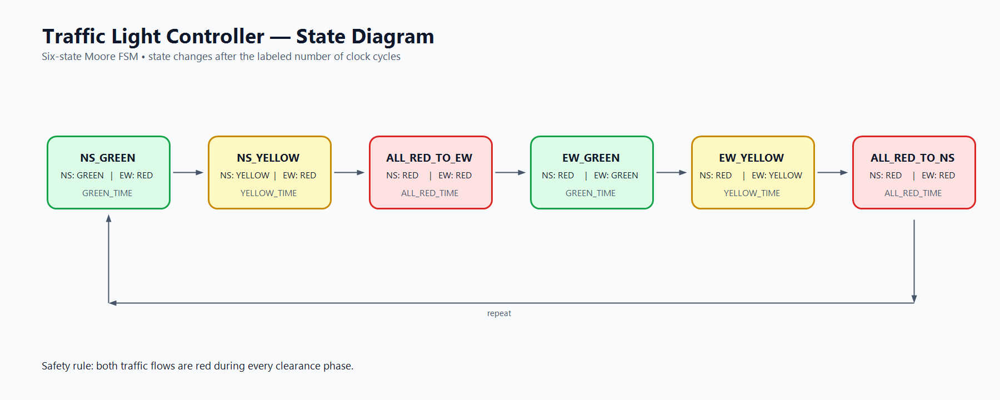 Traffic Light Controller — State Diagram
Six-state Moore FSM • state changes after the labeled number of clock cycles
NS_GREEN
NS: GREEN | EW: RED
GREEN_TIME
NS_YELLOW
NS: YELLOW | EW: RED
YELLOW_TIME
ALL_RED_TO_EW
NS: RED | EW: RED
ALL_RED_TIME
EW_GREEN
NS: RED | EW: GREEN
GREEN_TIME
EW_YELLOW
NS: RED | EW: YELLOW
YELLOW_TIME
ALL_RED_TO_NS
NS: RED | EW: RED
ALL_RED_TIME
repeat
Safety rule: both traffic flows are red during every clearance phase.